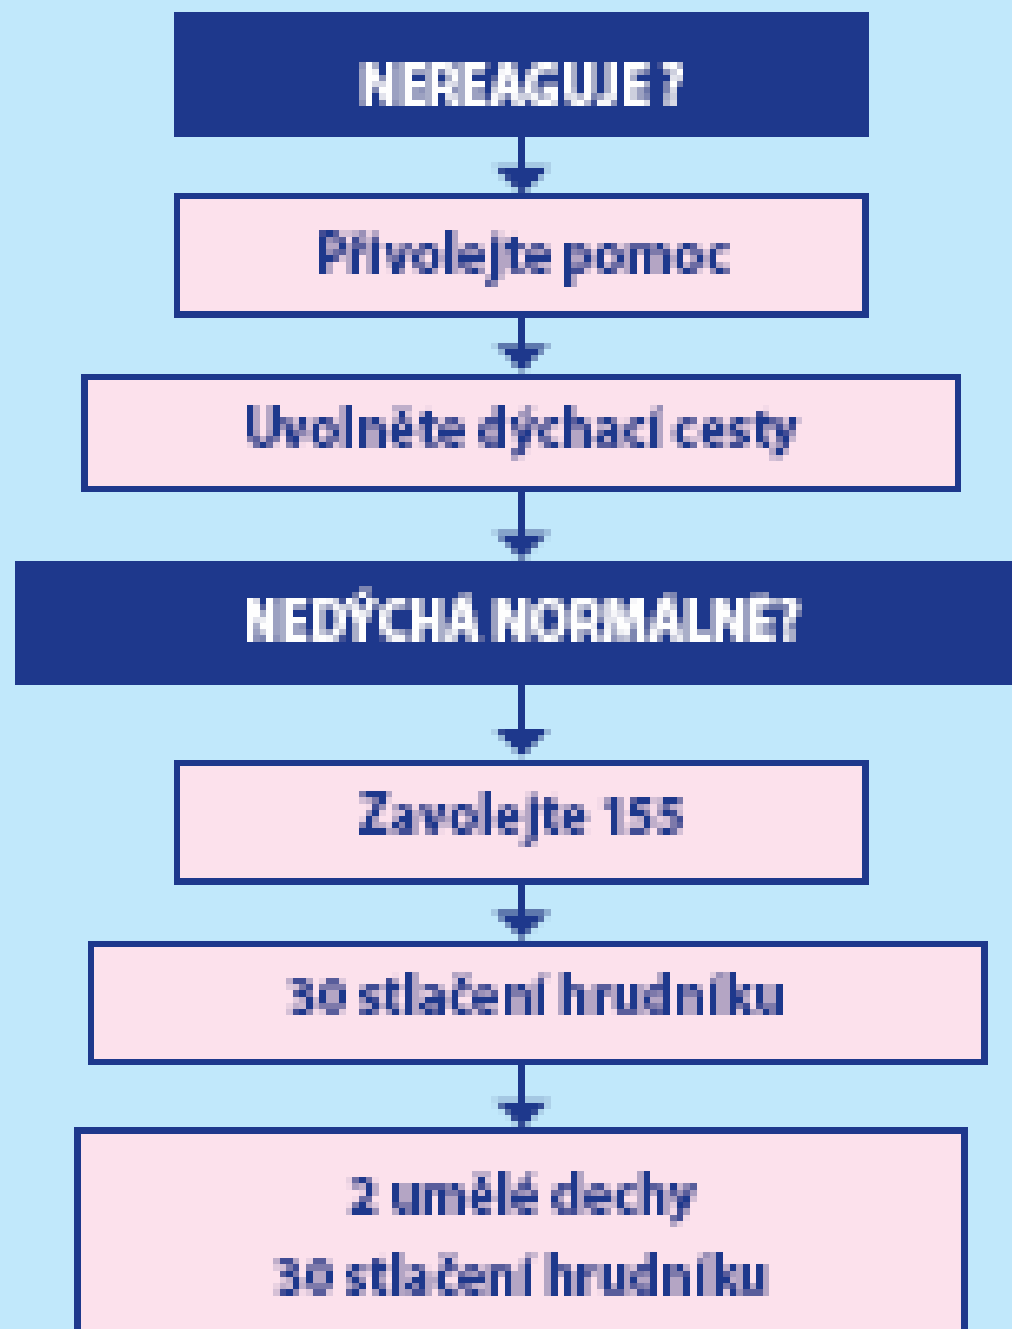 NEREAGUJE ?
Přivolejte pomoc
Uvolněte dýchací cesty
NEDÝCHÁ NORMÁLNĚ?
Zavolejte 155
30 stlačení hrudníku
2 umělé dechy
30 stlačení hrudníku